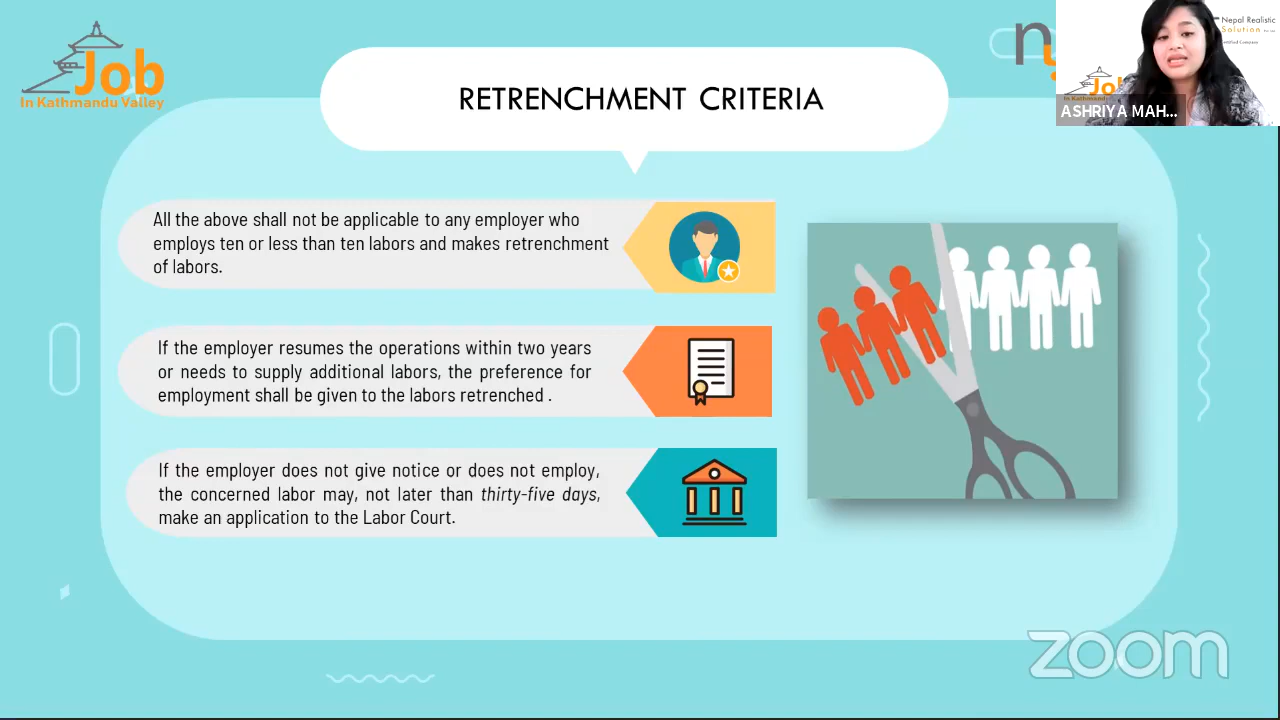 Job
In Kathmandu Valley
RETRENCHMENT CRITERIA
Nepal Realistic
Solution
In Kathmandu
ASHRIYA MAH...
All the above shall not be applicable to any employer who
employs ten or less than ten labors and makes retrenchment
of labors.
If the employer resumes the operations within two years
or needs to supply additional labors, the preference for
employment shall be given to the labors retrenched .
If the employer does not give notice or does not employ,
the concerned labor may, not later than thirty-five days,
make an application to the Labor Court.
zoom